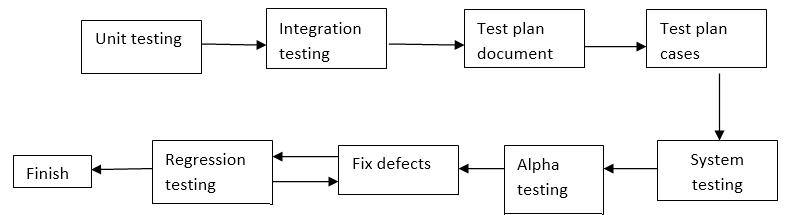 Unit testing
Integration
testing
Test plan
document
Test plan
cases
System
testing
Alpha
testing
Fix defects
Regression
testing
Finish